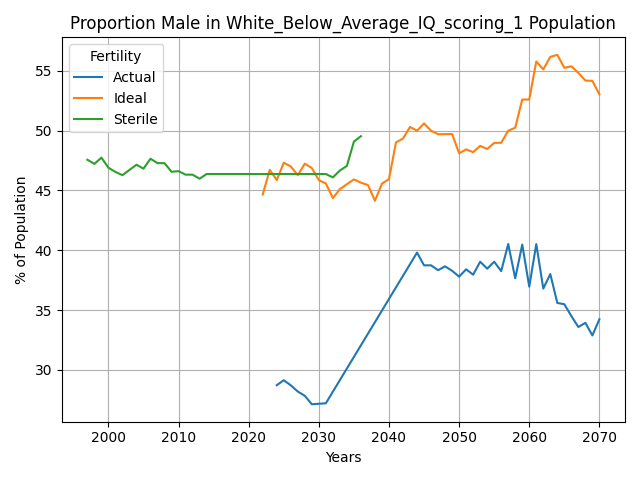 Proportion Male in White_Below_Average_IQ_scoring_1 Population
Fertility
Actual
Ideal
Sterile
% of Population
55
50
45
40
35
30
2000
2010
2020
2030
2040
2050
2060
2070
Years